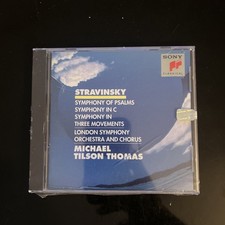 SONY
STRAVINSKY
SYMPHONY OF PSALMS
SYMPHONY IN C
SYMPHONY IN
THREE MOVEMENTS
LONDON SYMPHONY
ORCHESTRA AND CHORUS
MICHAEL
TILSON THOMAS